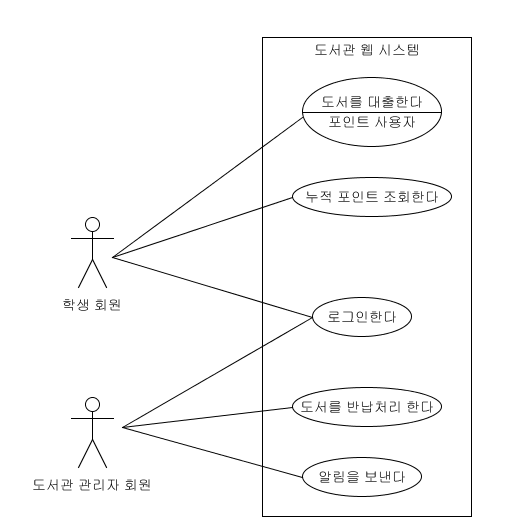 도서관 웹 시스템
도서를 대출한다
포인트 사용자
누적 포인트 조회한다
학생 회원
로그인한다
도서를 반납처리 한다
알림을 보낸다
도서관 관리자 회원